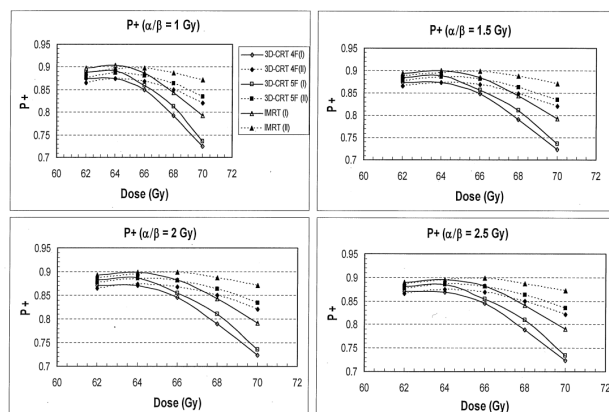 P+ (α/β = 1 Gy)
0.95
0.9
0.85
0.8
0.75
0.7
P +
60 62 64 66 68 70 72
Dose (Gy)
3D-CRT 4F(I)
3D-CRT 4F(II)
3D-CRT 5F(I)
3D-CRT 5F (II)
IMRT (I)
IMRT (II)
P+ (α/β = 1.5 Gy)
0.95
0.9
0.85
0.8
0.75
0.7
P +
60 62 64 66 68 70 72
Dose (Gy)
P+ (α/β = 2 Gy)
0.95
0.9
0.85
0.8
0.75
0.7
P +
60 62 64 66 68 70 72
Dose (Gy)
P+ (α/β = 2.5 Gy)
0.95
0.9
0.85
0.8
0.75
0.7
P +
60 62 64 66 68 70 72
Dose (Gy)